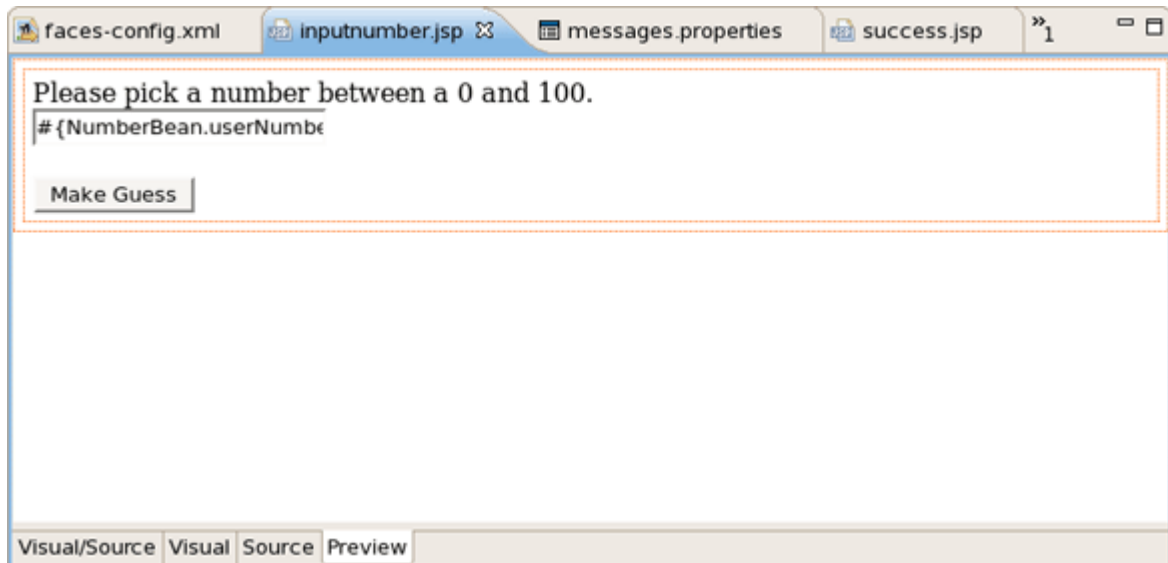 faces-config.xml inputnumber.jsp messages.properties success.jsp »1
Please pick a number between a 0 and 100.
#{NumberBean.userNumbe
Make Guess
Visual/Source Visual Source Preview